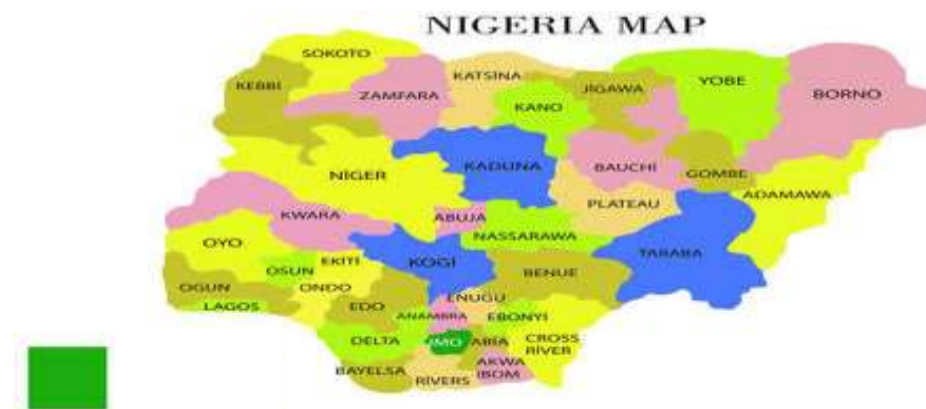 NIGERIA MAP
SOKOTO
KATSINA
KEBBI
ZAMFARA
KANO
JIGAWA
YOBE
BORNO
NIGER
KADUNA
BAUCHI
GOMBE
ADAMAWA
KWARA
ABUJA
PLATEAU
OYO
NASSARAWA
OSUN
EKITI
KOGI
BENUE
TARABA
OGUN
ONDO
LAGOS
EDO
ENUGU
ANAMBRA
EBONYI
DELTA
IMO
ABIA
CROSS
RIVER
BAYELSA
RIVERS
AKWA
IBOM